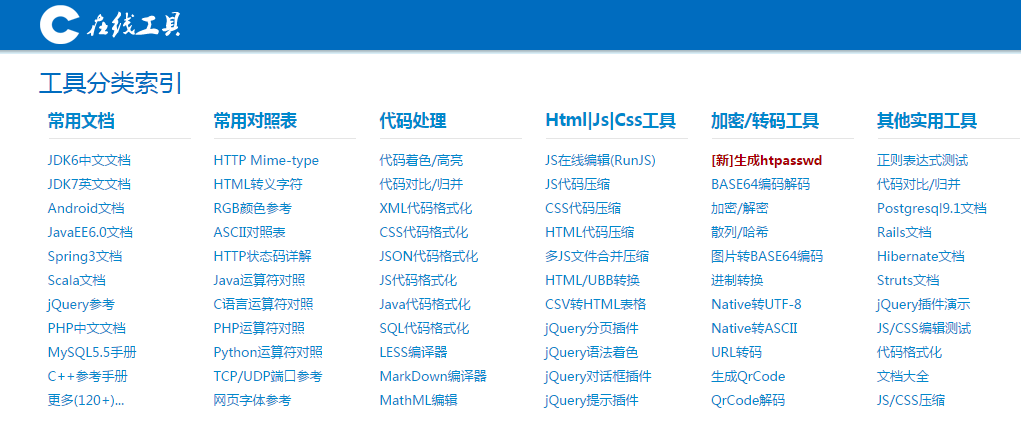 在线工具
工具分类索引
常用文档 常用对照表 代码处理 Html|Js|Css工具 加密/转码工具 其他实用工具
JDK6中文文档 HTTP Mime-type 代码着色/高亮 JS在线编辑(RunJS) [新]生成htpasswd 正则表达式测试
JDK7英文文档 HTML转义字符 代码对比/归并 JS代码压缩 BASE64编码解码 代码对比/归并
Android文档 RGB颜色参考 XML代码格式化 CSS代码压缩 加密/解密 Postgresql9.1文档
JavaEE6.0文档 ASCII对照表 CSS代码格式化 HTML代码压缩 散列/哈希 Rails文档
Spring3文档 HTTP状态码详解 JSON代码格式化 多JS文件合并压缩 图片转BASE64编码 Hibernate文档
Scala文档 Java运算符对照 JS代码格式化 HTML/UBB转换 进制转换 Struts文档
jQuery参考 C语言运算符对照 Java代码格式化 CSV转HTML表格 Native转UTF-8 jQuery插件演示
PHP中文文档 PHP运算符对照 SQL代码格式化 jQuery分页插件 Native转ASCII JS/CSS编辑测试
MySQL5.5手册 Python运算符对照 LESS编译器 jQuery语法着色 URL转码 代码格式化
C++参考手册 TCP/UDP端口参考 MarkDown编译器 jQuery对话框插件 生成QrCode 文档大全
更多(120+)... 网页字体参考 MathML编辑 jQuery提示插件 QrCode解码 JS/CSS压缩